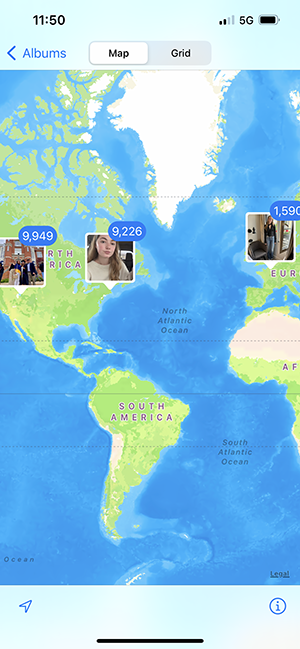 11:50
5G
Albums
Map
Grid
1,590
9,226
9,949
RTH
RICA
EUR
North
Atlantic
Ocean
AF
SOUTH
AMERICA
South
Atlantic
Ocean
Ocean
Legal